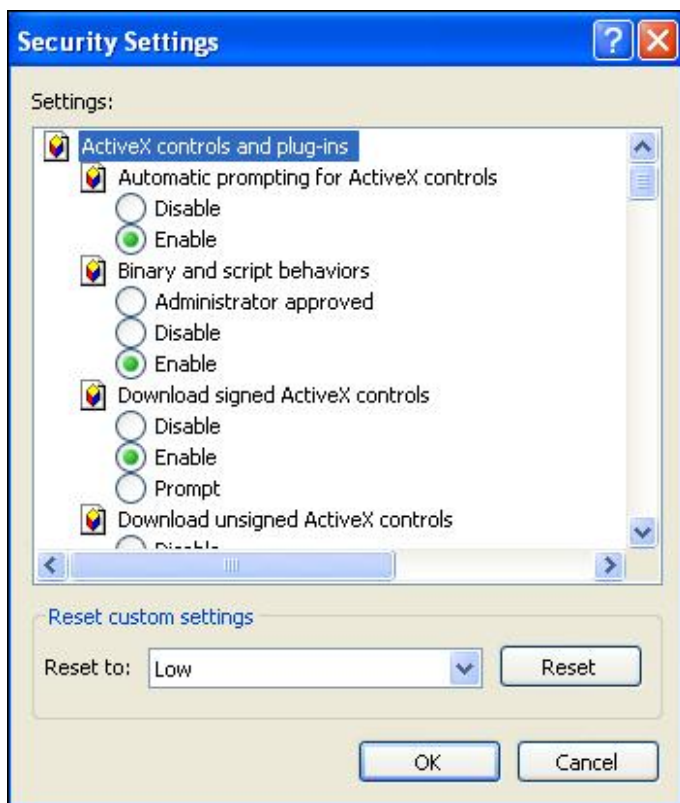 Security Settings
Settings:
ActiveX controls and plug-ins
Automatic prompting for ActiveX controls
Disable
Enable
Binary and script behaviors
Administrator approved
Disable
Enable
Download signed ActiveX controls
Disable
Enable
Prompt
Download unsigned ActiveX controls
Disable
Reset custom settings
Reset to: Low Reset
OK Cancel